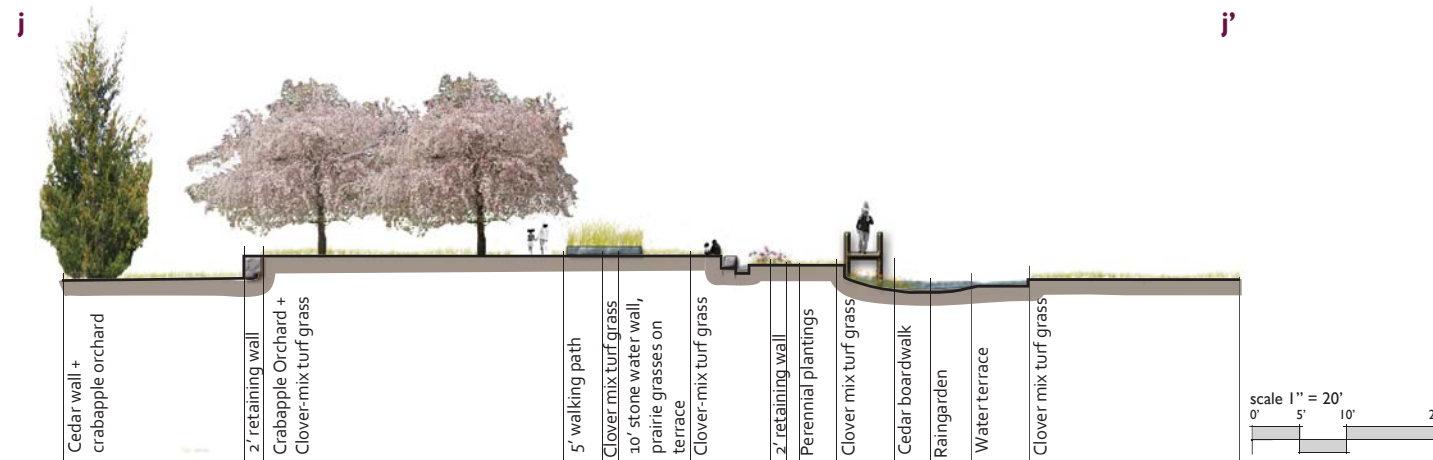 j
j’
Cedar wall +
crabapple orchard
2’ retaining wall
Crabapple Orchard +
Clover-mix turf grass
5’ walking path
Clover mix turf grass
10’ stone water wall,
prairie grasses on
terrace
Clover-mix turf grass
2’ retaining wall
Perennial plantings
Clover mix turf grass
Cedar boardwalk
Raingarden
Water terrace
Clover mix turf grass
scale 1” = 20’
0’ 5’ 10’ 2